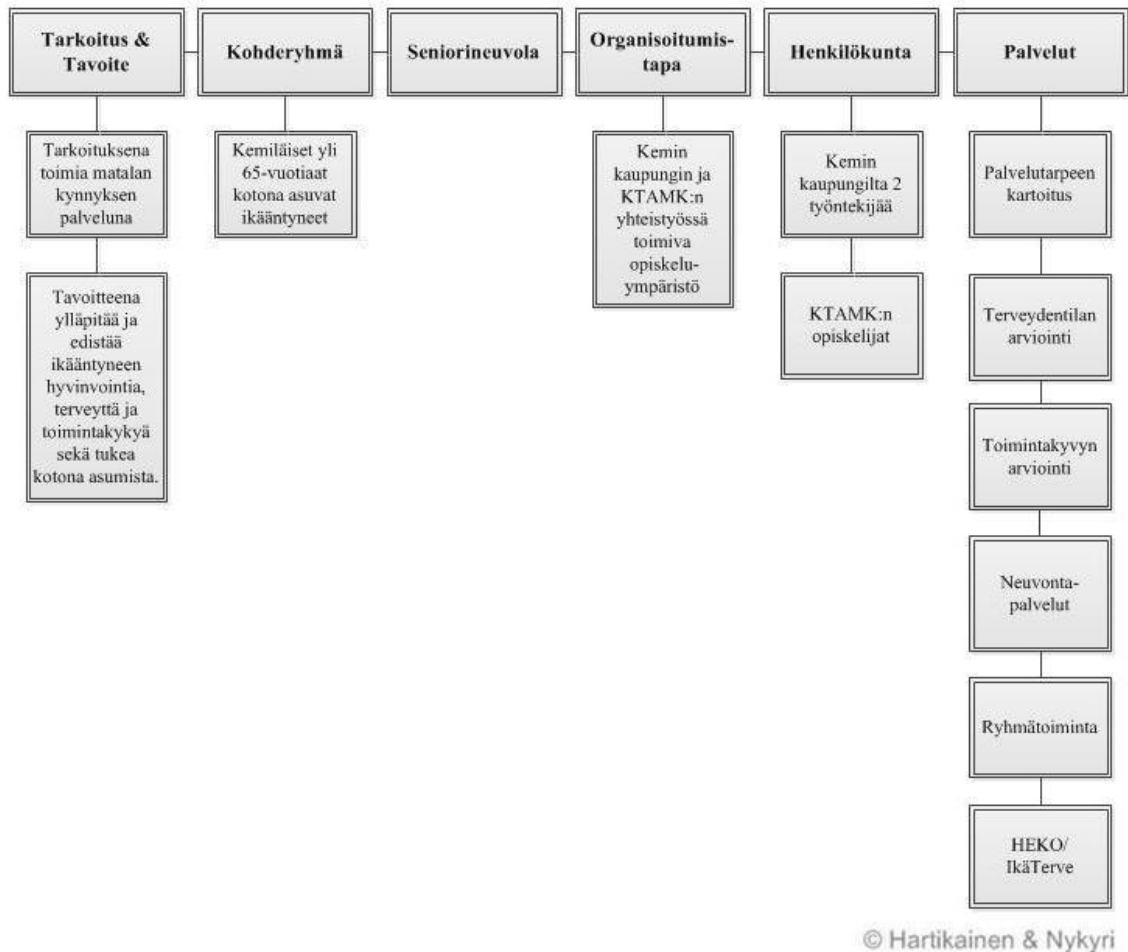 Tarkoitus &
Tavoite
Kohderyhmä
Seniorineuvola
Organisoitumis-
tapa
Henkilökunta
Palvelut
Tarkoituksena
toimia matalan
kynnyksen
palveluna
Tavoitteena
ylläpitää ja
edistää
ikääntyneen
hyvinvointia,
terveyttä ja
toimintakykyä
sekä tukea
kotona asumista.
Kemiläiset yli
65-vuotiaat
kotona asuvat
ikääntyneet
Kemin
kaupungin ja
KTAMK:n
yhteistyössä
toimiva
opiskelu-
ympäristö
Kemin
kaupungilta 2
työntekijää
KTAMK:n
opiskelijat
Palvelutarpeen
kartoitus
Terveydentilan
arviointi
Toimintakyvyn
arviointi
Neuvonta-
palvelut
Ryhmätoiminta
HEKO/
IkäTerve
© Hartikainen & Nykyri